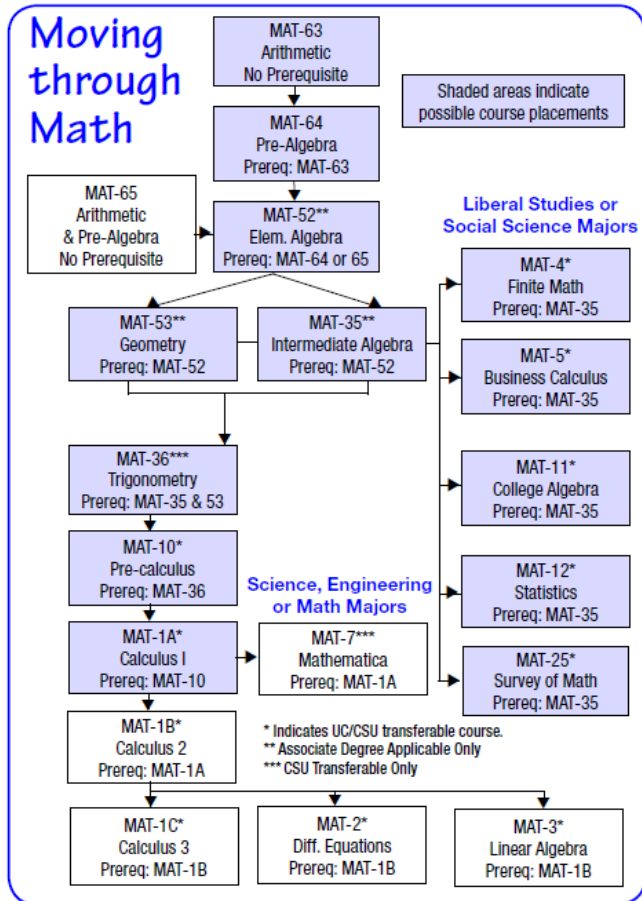 Moving
through
Math
MAT-63
Arithmetic
No Prerequisite
Shaded areas indicate
possible course placements
MAT-64
Pre-Algebra
Prereq: MAT-63
MAT-65
Arithmetic
& Pre-Algebra
No Prerequisite
MAT-52**
Elem. Algebra
Prereq: MAT-64 or 65
Liberal Studies or
Social Science Majors
MAT-4*
Finite Math
Prereq: MAT-35
MAT-53**
Geometry
Prereq: MAT-52
MAT-35**
Intermediate Algebra
Prereq: MAT-52
MAT-5*
Business Calculus
Prereq: MAT-35
MAT-36***
Trigonometry
Prereq: MAT-35 & 53
MAT-11*
College Algebra
Prereq: MAT-35
MAT-10*
Pre-calculus
Prereq: MAT-36
MAT-12*
Statistics
Prereq: MAT-35
Science, Engineering
or Math Majors
MAT-1A*
Calculus I
Prereq: MAT-10
MAT-7***
Mathematica
Prereq: MAT-1A
MAT-25*
Survey of Math
Prereq: MAT-35
MAT-1B*
Calculus 2
Prereq: MAT-1A
* Indicates UC/CSU transferable course.
** Associate Degree Applicable Only
*** CSU Transferable Only
MAT-1C*
Calculus 3
Prereq: MAT-1B
MAT-2*
Diff. Equations
Prereq: MAT-1B
MAT-3*
Linear Algebra
Prereq: MAT-1B